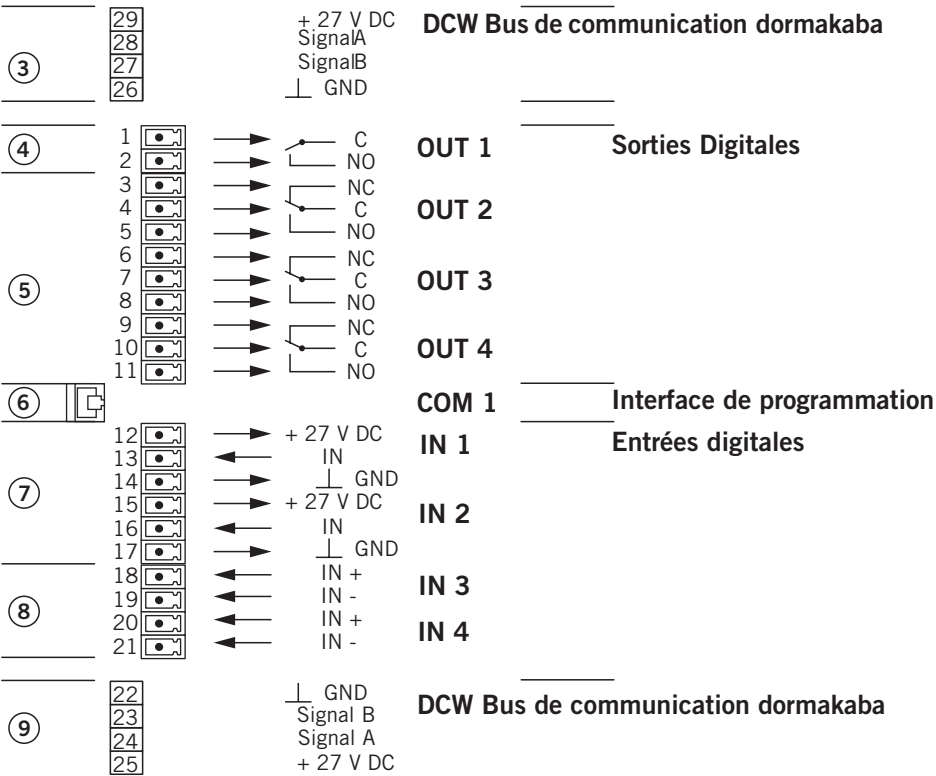 29 + 27 V DC DCW Bus de communication dormakaba
28 SignalA
3 27 SignalB
26 GND
4 1 C OUT 1 Sorties Digitales
2 NO
3 NC
4 C OUT 2
5 NO
6 NC
5 7 C OUT 3
8 NO
9 NC
10 C OUT 4
11 NO
6 COM 1 Interface de programmation
12 + 27 V DC IN 1 Entrées digitales
13 IN
14 GND
7 15 + 27 V DC IN 2
16 IN
17 GND
18 IN + IN 3
8 19 IN -
20 IN + IN 4
21 IN -
22 GND DCW Bus de communication dormakaba
9 23 Signal B
24 Signal A
25 + 27 V DC